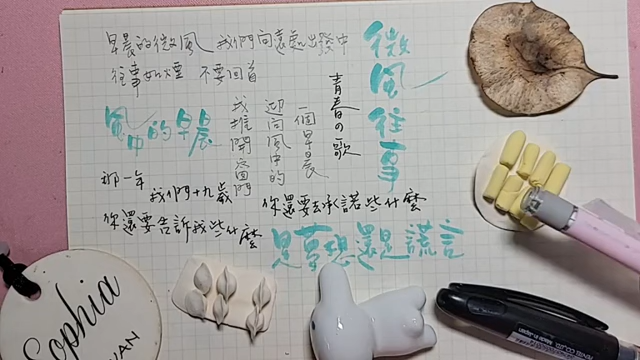 早晨的微風 我們向遠處出發中
往事如煙 不要回首
微風往事
青春の歌
一個早晨
迎向風中的
我推開窗門
風中的早晨
那一年
我們十九歲
你還要去承諾些什麼
你還要告訴我些什麼
是夢想還是謊言
Sophia